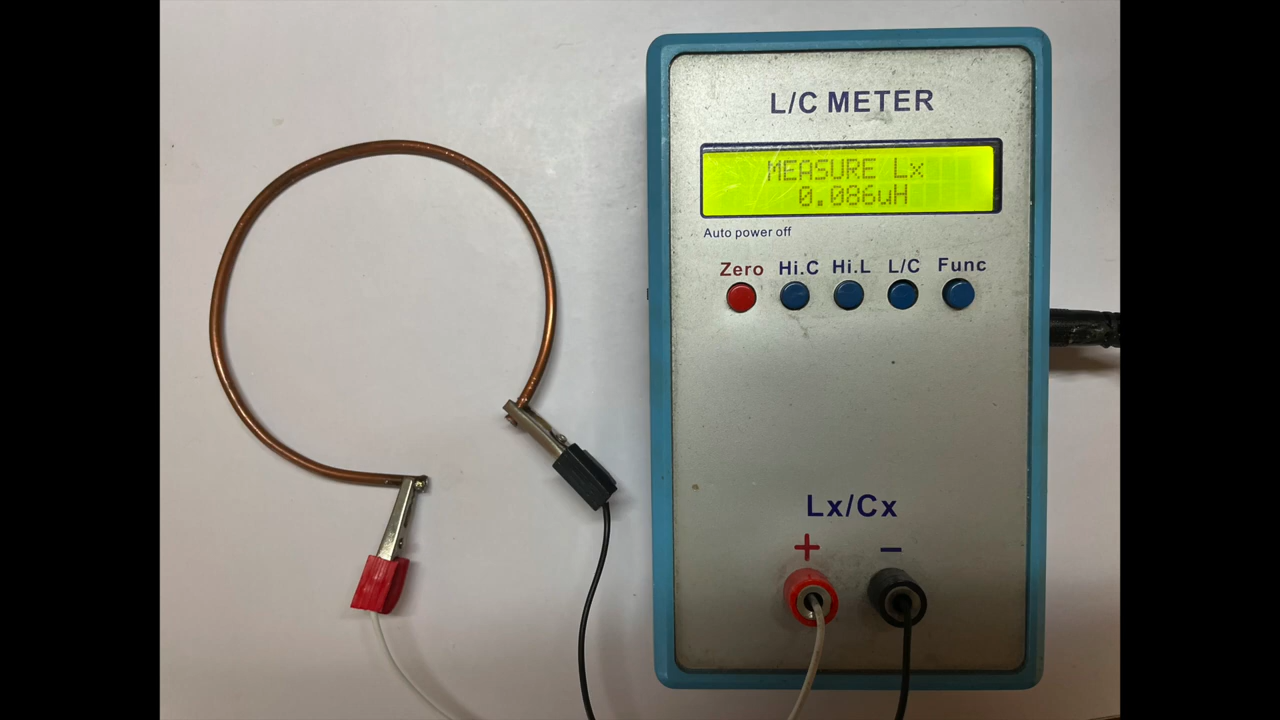 L/C METER
MEASURE Lx
0.086uH
Auto power off
Zero Hi.C Hi.L L/C Func
Lx/Cx
+ −